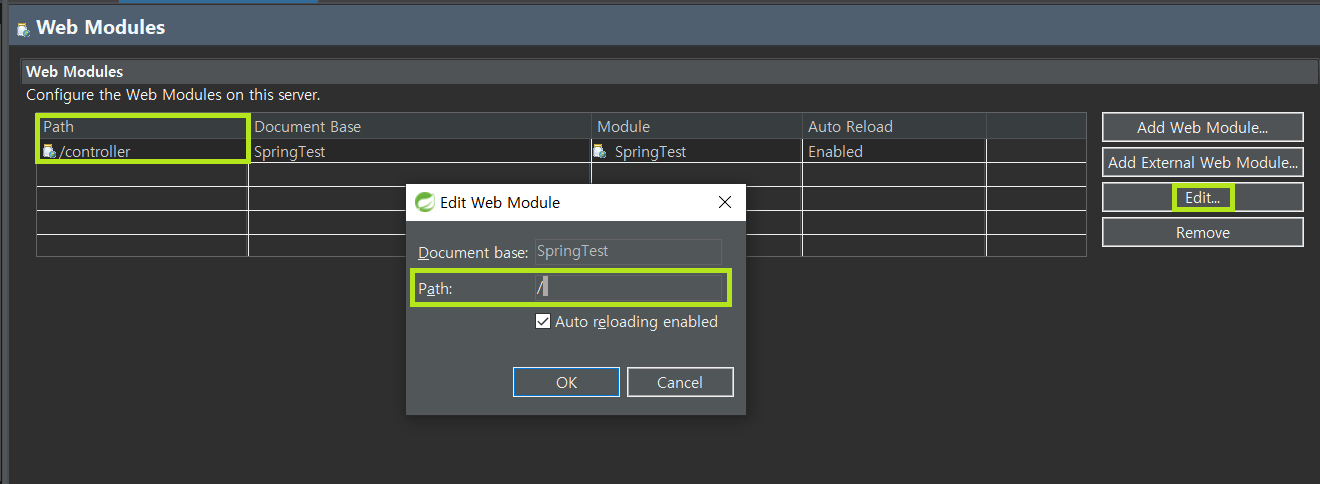 Web Modules
Web Modules
Configure the Web Modules on this server.
Path Document Base Module Auto Reload
/controller SpringTest SpringTest Enabled
Add Web Module...
Add External Web Module...
Edit...
Remove
Edit Web Module
Document base: SpringTest
Path: /
Auto reloading enabled
OK Cancel